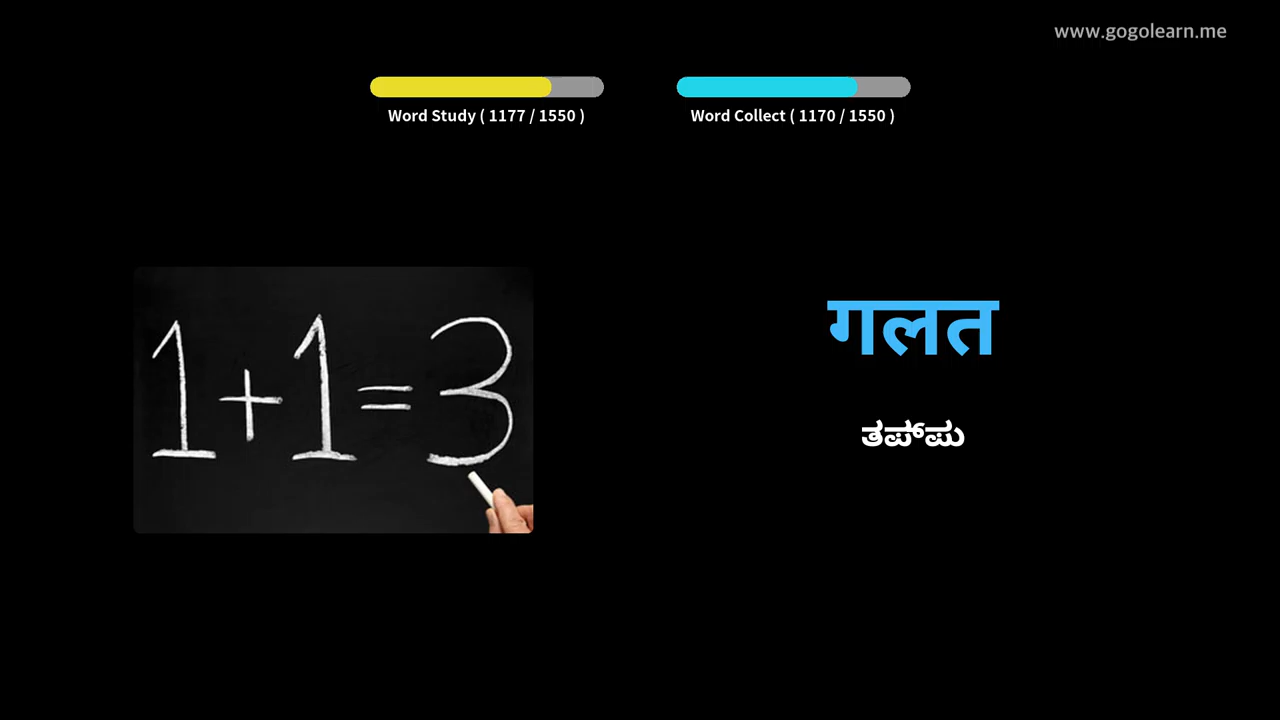 www.gogolearn.me
Word Study ( 1177 / 1550 )
Word Collect ( 1170 / 1550 )
1+1=3
गलत
ತಪ್ಪು